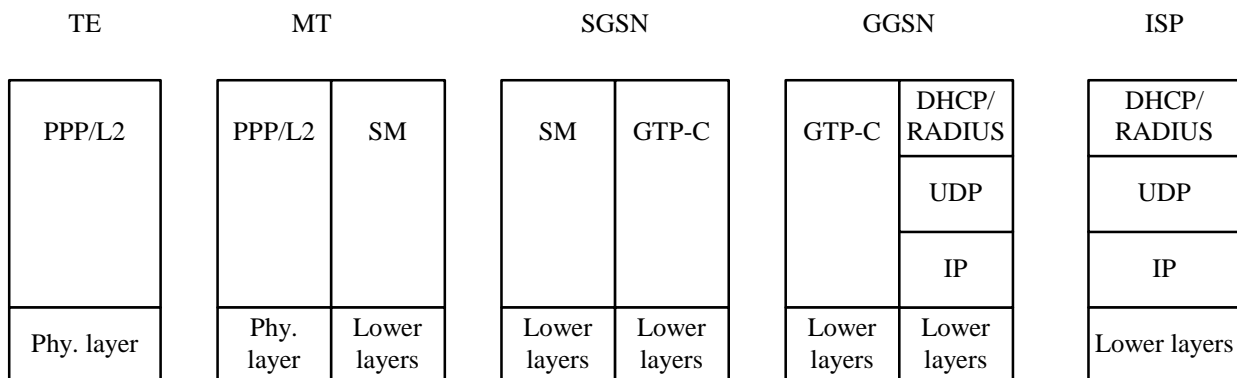 TE MT SGSN GGSN ISP
PPP/L2 PPP/L2 SM SM GTP-C GTP-C DHCP/ DHCP/
RADIUS RADIUS
UDP UDP
IP IP
Phy. layer Phy. Lower Lower Lower Lower Lower Lower layers
layer layers layers layers layers layers